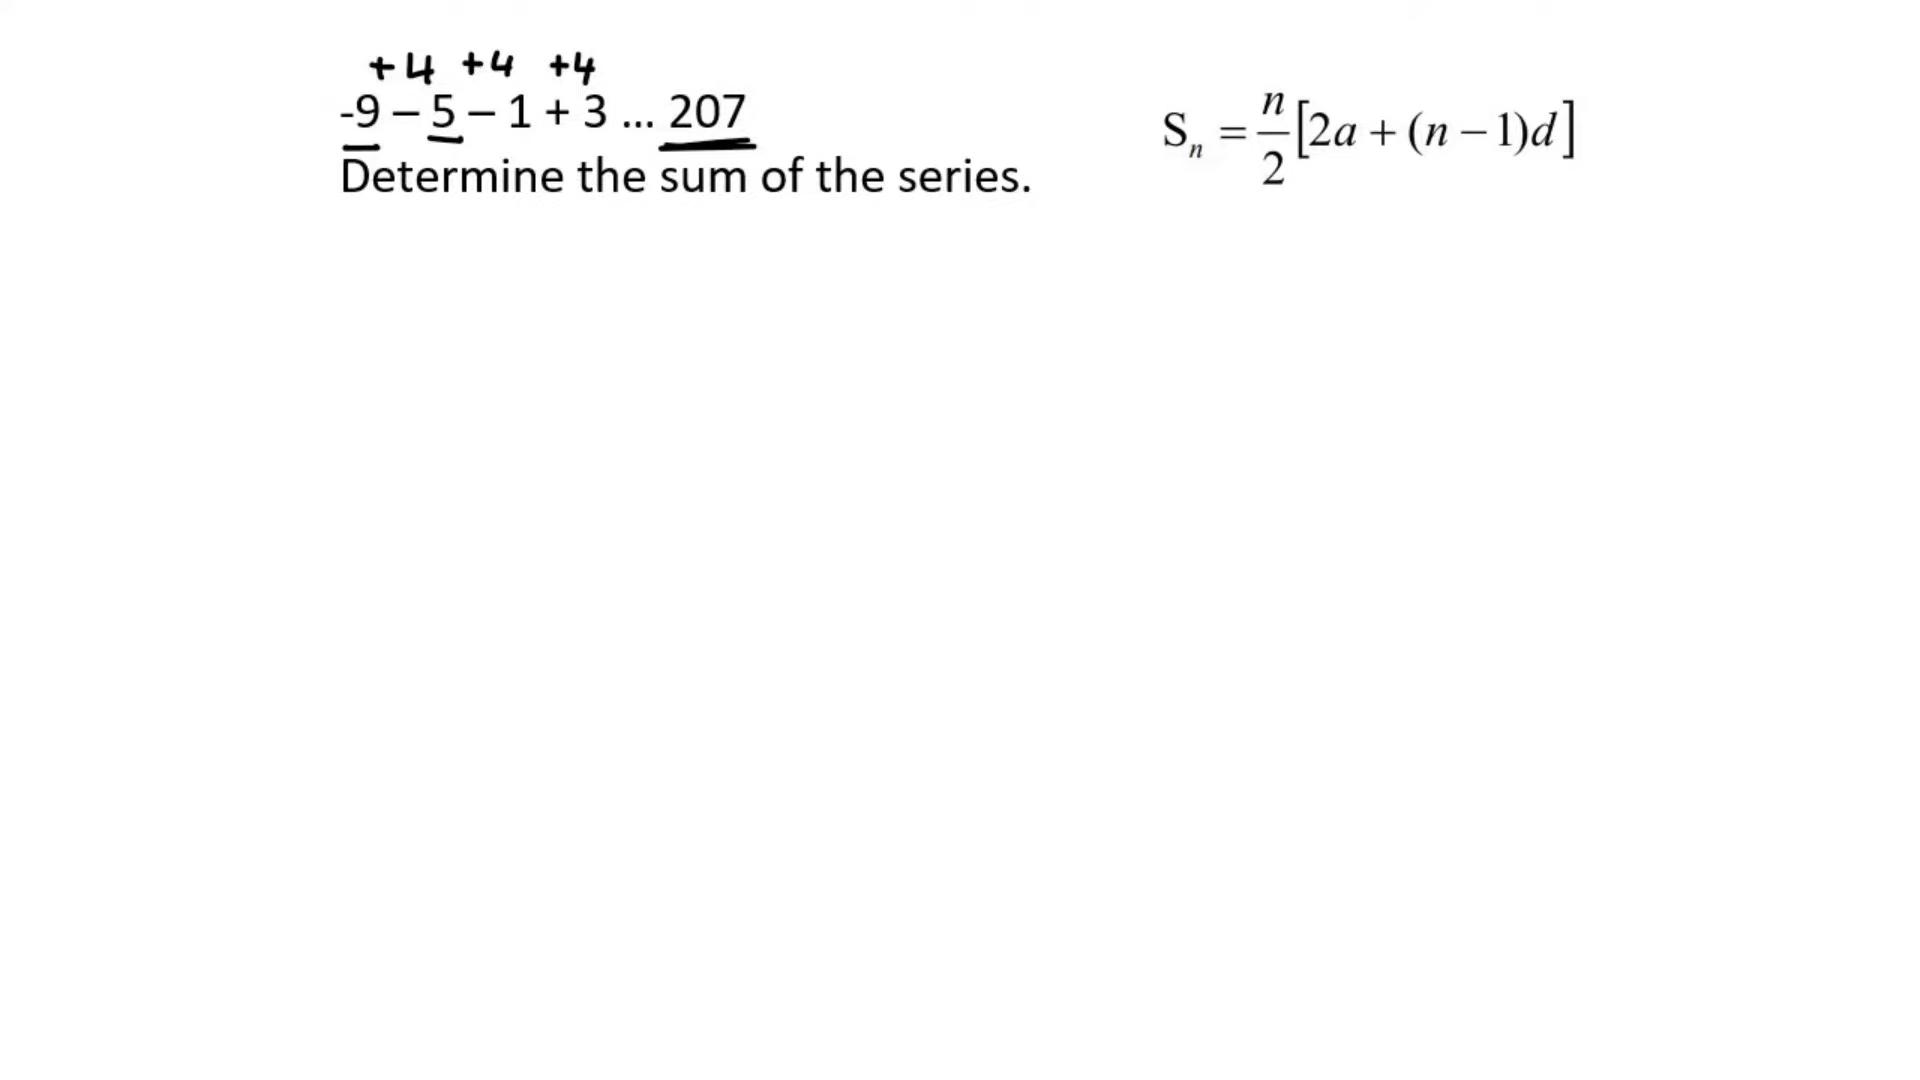 +4 +4 +4
-9 – 5 – 1 + 3 ... 207
Determine the sum of the series.
Sₙ = n/2[2a + (n − 1)d]